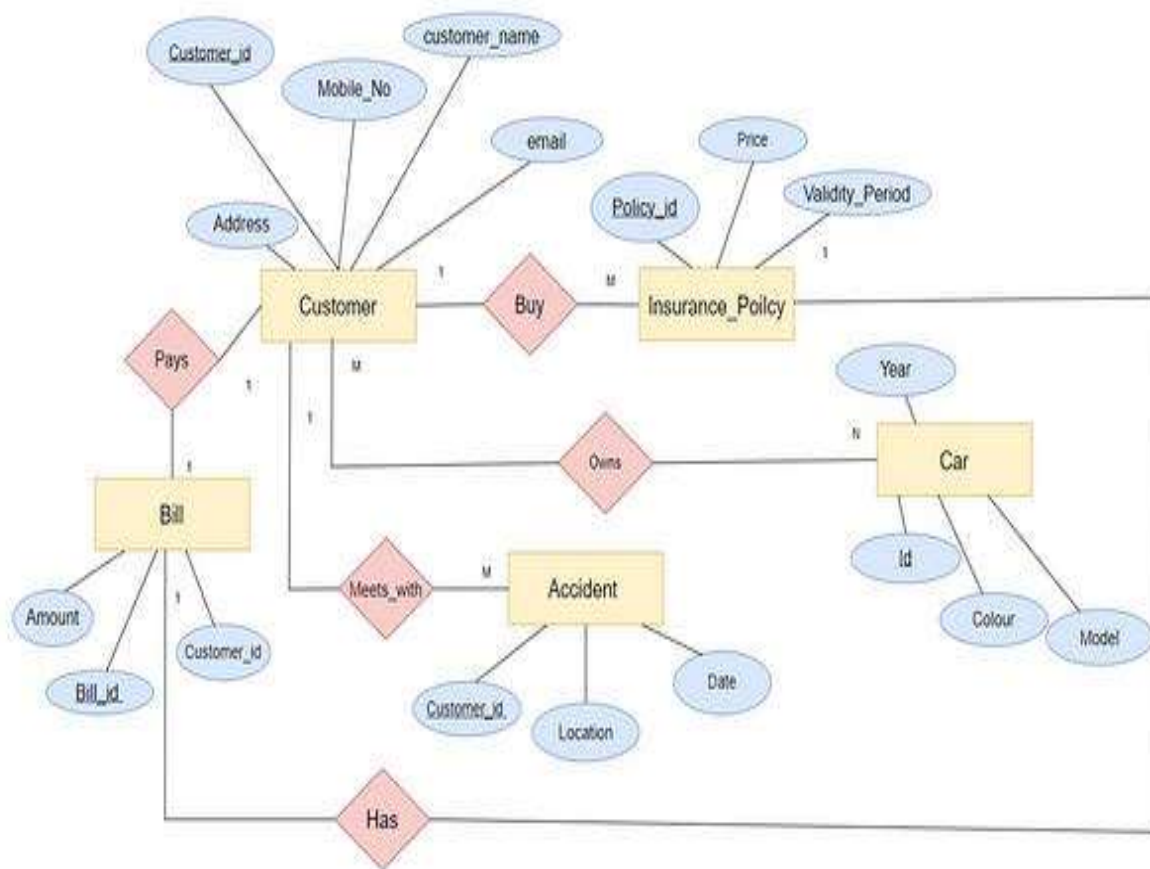 customer_name
Customer_id
Mobile_No
email
Price
Policy_id
Validity_Period
Address
1
M
1
Customer
Buy
Insurance_Poilcy
Pays
1
M
1
Year
N
Owns
Car
1
Bill
Id
Meets_with
M
Accident
1
Amount
Customer_id
Colour
Model
Bill_id
Customer_id
Date
Location
Has